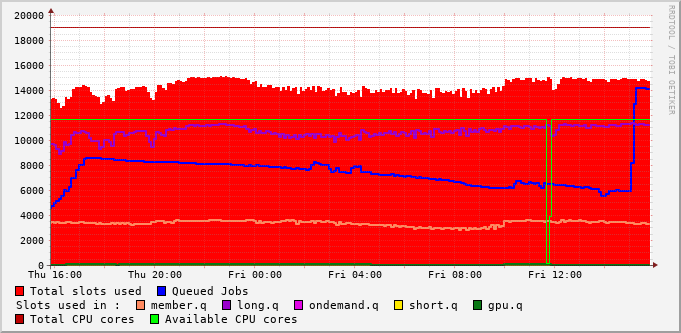 RRDTOOL / TOBI OETIKER
20000
18000
16000
14000
12000
10000
8000
6000
4000
2000
0
Thu 16:00 Thu 20:00 Fri 00:00 Fri 04:00 Fri 08:00 Fri 12:00
Total slots used Queued Jobs
Slots used in : member.q long.q ondemand.q short.q gpu.q
Total CPU cores Available CPU cores